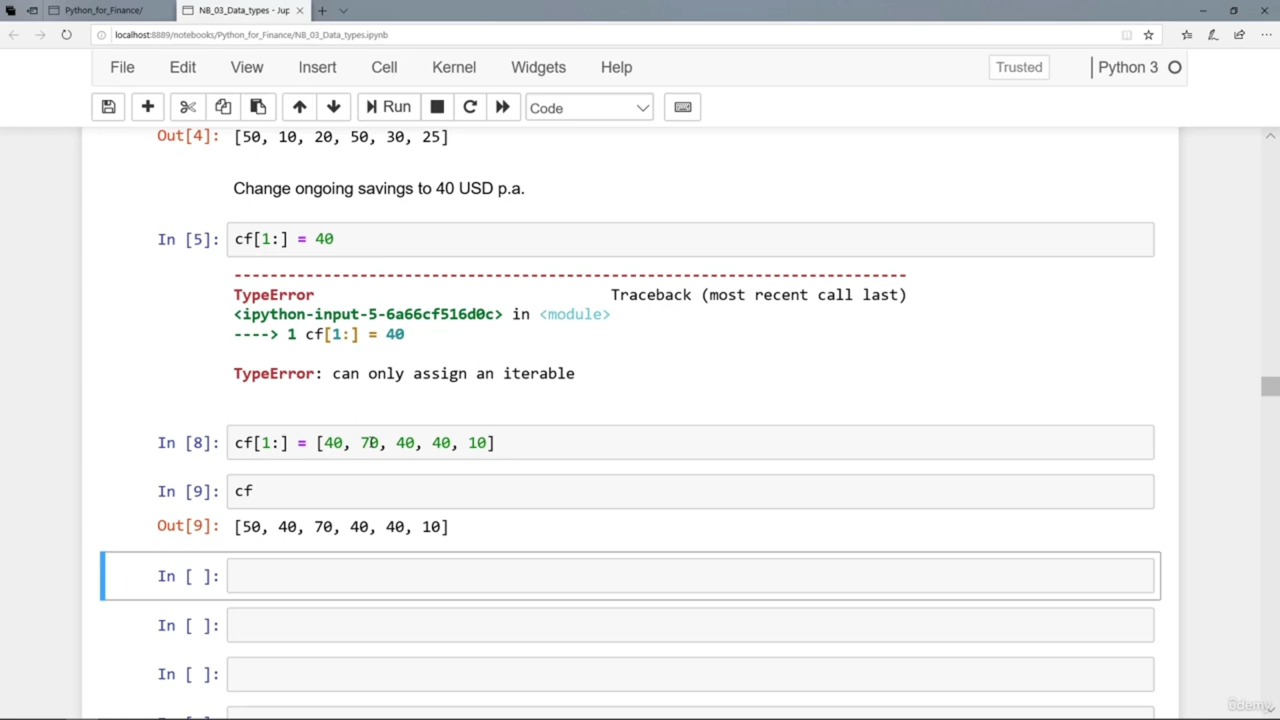 Python_for_Finance/
NB_03_Data_types - Jup
localhost:8889/notebooks/Python_for_Finance/NB_03_Data_types.ipynb
File Edit View Insert Cell Kernel Widgets Help Trusted Python 3
Run Code
Out[4]: [50, 10, 20, 50, 30, 25]
Change ongoing savings to 40 USD p.a.
In [5]: cf[1:] = 40
---------------------------------------------------------------------------
TypeError Traceback (most recent call last)
<ipython-input-5-6a66cf516d0c> in <module>
----> 1 cf[1:] = 40
TypeError: can only assign an iterable
In [8]: cf[1:] = [40, 70, 40, 40, 10]
In [9]: cf
Out[9]: [50, 40, 70, 40, 40, 10]
In [ ]:
In [ ]:
In [ ]:
Udemy